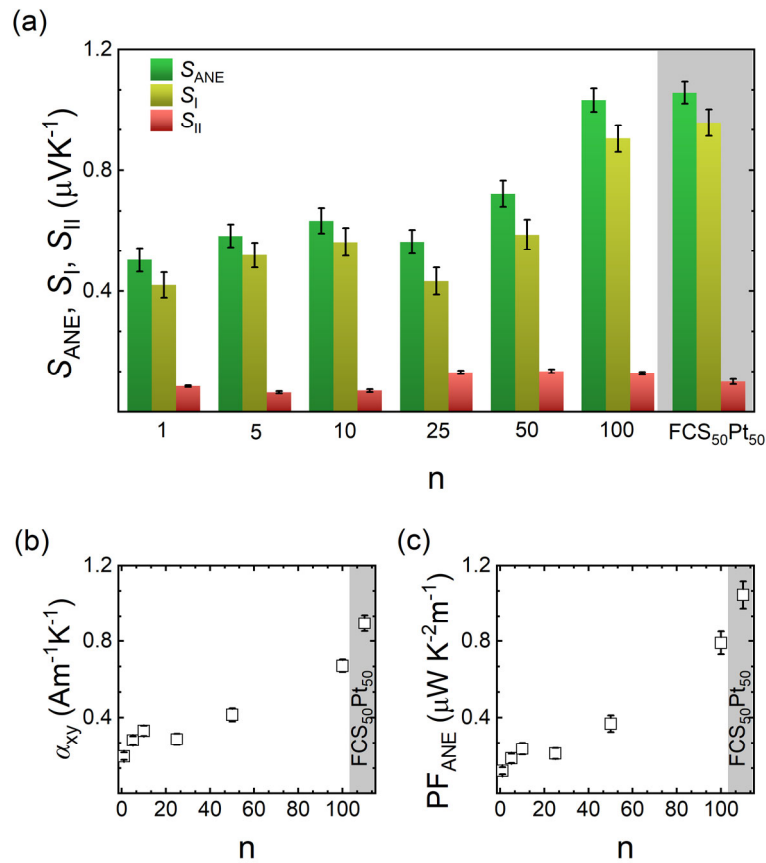 (a)
1.2
0.8
0.4
S_ANE, S_I, S_II (μVK⁻¹)
S_ANE
S_I
S_II
1 5 10 25 50 100 FCS₅₀Pt₅₀
n
(b)
1.2
0.8
0.4
α_xy (Am⁻¹K⁻¹)
FCS₅₀Pt₅₀
0 20 40 60 80 100
n
(c)
1.2
0.8
0.4
PF_ANE (μW K⁻²m⁻¹)
FCS₅₀Pt₅₀
0 20 40 60 80 100
n